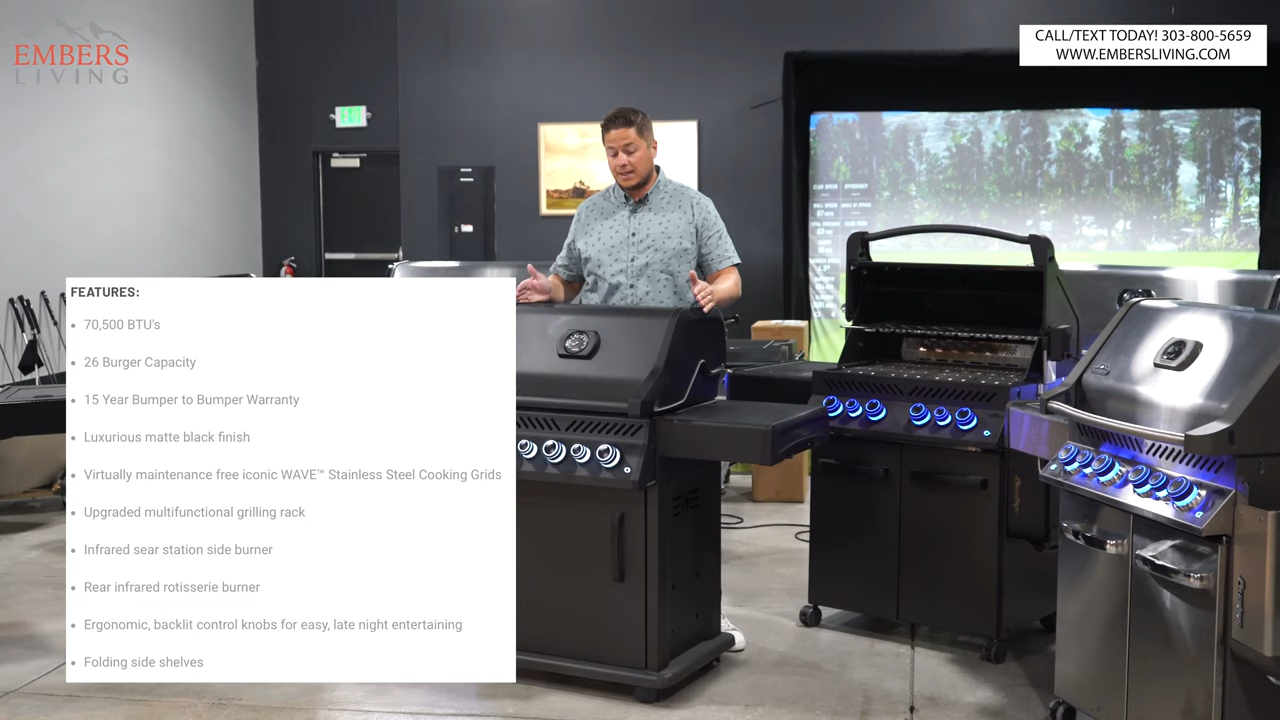 EMBERS
LIVING
CALL/TEXT TODAY! 303-800-5659
WWW.EMBERSLIVING.COM
EXIT
FEATURES:
• 70,500 BTU's
• 26 Burger Capacity
• 15 Year Bumper to Bumper Warranty
• Luxurious matte black finish
• Virtually maintenance free iconic WAVE™ Stainless Steel Cooking Grids
• Upgraded multifunctional grilling rack
• Infrared sear station side burner
• Rear infrared rotisserie burner
• Ergonomic, backlit control knobs for easy, late night entertaining
• Folding side shelves